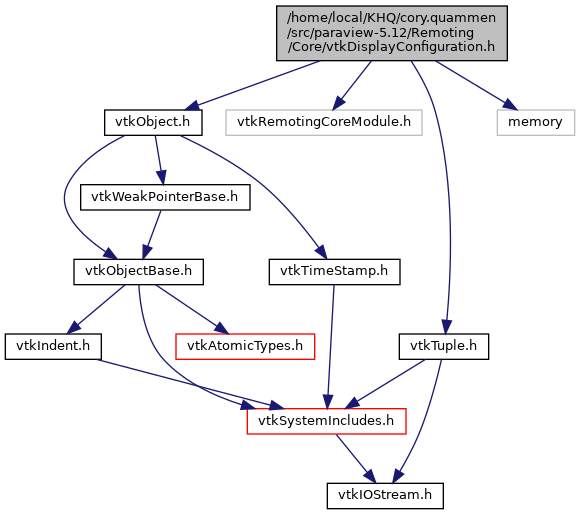 /home/local/KHQ/cory.quammen
/src/paraview-5.12/Remoting
/Core/vtkDisplayConfiguration.h
vtkObject.h
vtkRemotingCoreModule.h
memory
vtkWeakPointerBase.h
vtkObjectBase.h
vtkTimeStamp.h
vtkIndent.h
vtkAtomicTypes.h
vtkTuple.h
vtkSystemIncludes.h
vtkIOStream.h